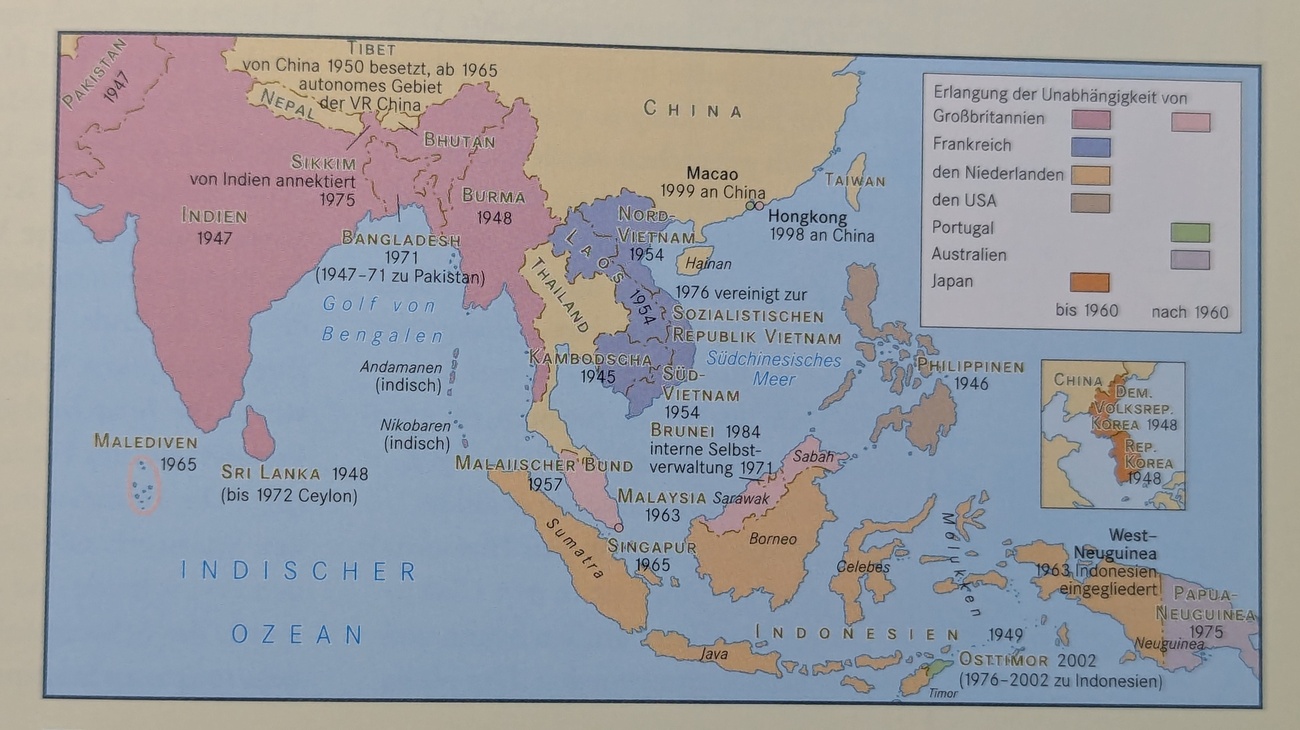 PAKISTAN
1947
TIBET
von China 1950 besetzt, ab 1965
autonomes Gebiet
der VR China
NEPAL
BHUTAN
CHINA
SIKKIM
von Indien annektiert
1975
INDIEN
1947
BURMA
1948
BANGLADESH
1971
(1947–71 zu Pakistan)
Golf von
Bengalen
Andamanen
(indisch)
Nikobaren
(indisch)
MALEDIVEN
1965
SRI LANKA 1948
(bis 1972 Ceylon)
INDISCHER
OZEAN
Macao
1999 an China
Hongkong
1998 an China
TAIWAN
Hainan
NORD-
VIETNAM
1954
LAOS
1954
THAILAND
1976 vereinigt zur
SOZIALISTISCHEN
REPUBLIK VIETNAM
KAMBODSCHA
1945
SÜD-
VIETNAM
1954
Südchinesisches
Meer
PHILIPPINEN
1946
BRUNEI 1984
interne Selbst-
verwaltung 1971
Sabah
Sarawak
MALAIISCHER BUND
1957
MALAYSIA
1963
SINGAPUR
1965
Sumatra
Borneo
Celebes
Molukken
Java
INDONESIEN 1949
OSTTIMOR 2002
(1976–2002 zu Indonesien)
Timor
West-
Neuguinea
1963 Indonesien
eingegliedert
PAPUA-
NEUGUINEA
1975
Neuguinea
Erlangung der Unabhängigkeit von
Großbritannien
Frankreich
den Niederlanden
den USA
Portugal
Australien
Japan
bis 1960 nach 1960
CHINA
DEM.
VOLKSREP.
KOREA 1948
REP.
KOREA
1948